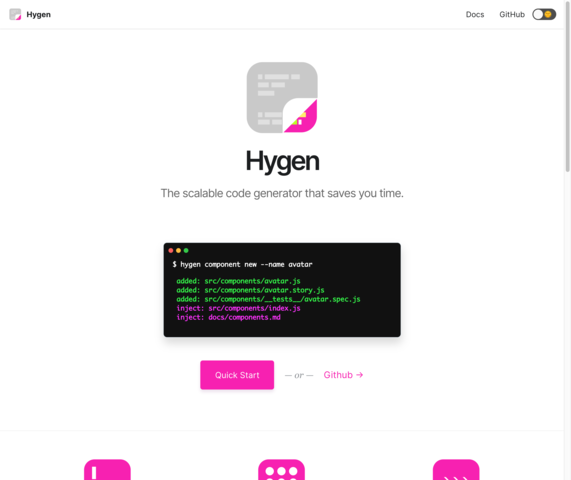 Hygen
Docs
GitHub
Hygen
The scalable code generator that saves you time.
$ hygen component new --name avatar
added: src/components/avatar.js
added: src/components/avatar.story.js
added: src/components/__tests__/avatar.spec.js
inject: src/components/index.js
inject: docs/components.md
Quick Start
— or —
Github →